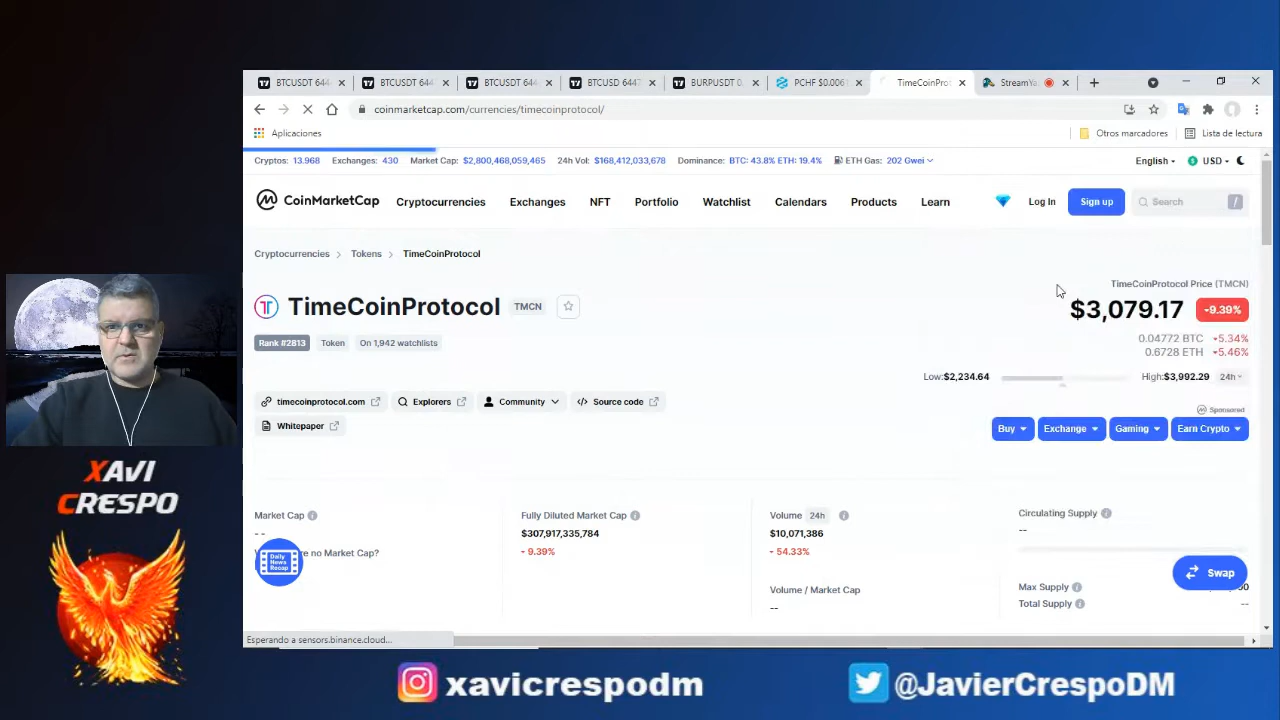 BTCUSDT 644
BTCUSDT 644
BTCUSDT 644
BTCUSD 6447
BURPUSDT 0.
PCHF $0.006
TimeCoinProt
StreamYa
coinmarketcap.com/currencies/timecoinprotocol/
Aplicaciones
Otros marcadores
Lista de lectura
Cryptos: 13.968 Exchanges: 430 Market Cap: $2,800,468,059,465 24h Vol: $168,412,033,678 Dominance: BTC: 43.8% ETH: 19.4% ETH Gas: 202 Gwei
English
USD
CoinMarketCap
Cryptocurrencies Exchanges NFT Portfolio Watchlist Calendars Products Learn
Log In
Sign up
Search /
Cryptocurrencies > Tokens > TimeCoinProtocol
TimeCoinProtocol TMCN
TimeCoinProtocol Price (TMCN)
$3,079.17 -9.39%
0.04772 BTC 5.34%
0.6728 ETH 5.46%
Rank #2813 Token On 1,942 watchlists
Low:$2,234.64 High:$3,992.29 24h
timecoinprotocol.com Explorers Community Source code
Whitepaper
Sponsored
Buy Exchange Gaming Earn Crypto
Market Cap
- -
re no Market Cap?
Daily
News
Recap
Fully Diluted Market Cap
$307,917,335,784
- 9.39%
Volume 24h
$10,071,386
- 54.33%
Volume / Market Cap
--
Circulating Supply
--
Swap
Max Supply
Total Supply
--
Esperando a sensors.binance.cloud...
XAVI
CRESPO
xavicrespodm
@JavierCrespoDM